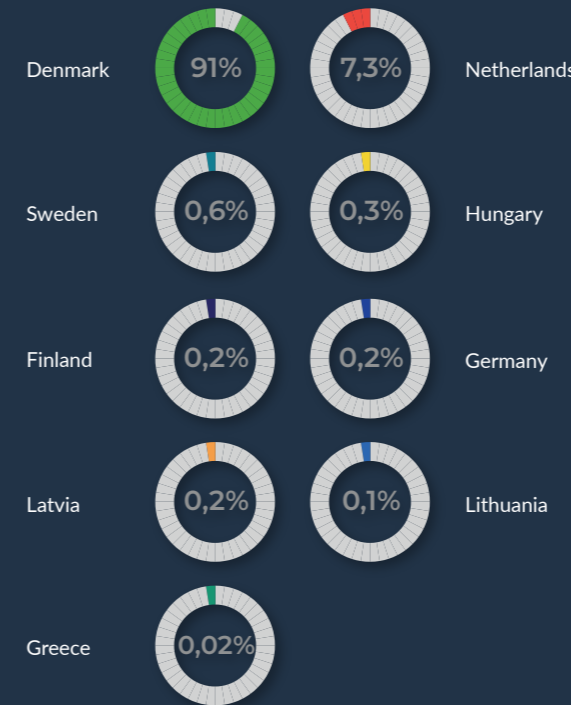 Denmark 91% 7,3% Netherlands
Sweden 0,6% 0,3% Hungary
Finland 0,2% 0,2% Germany
Latvia 0,2% 0,1% Lithuania
Greece 0,02%